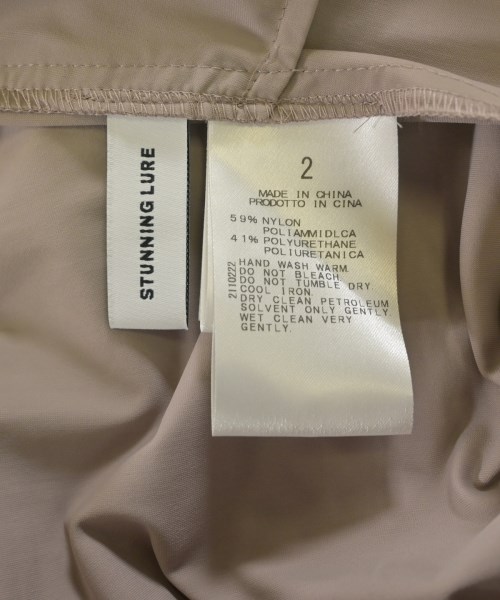 STUNNING LURE
2
MADE IN CHINA
PRODOTTO IN CINA
59% NYLON
POLIAMMIDLCA
41% POLYURETHANE
POLIURETANICA
2110222
HAND WASH WARM.
DO NOT BLEACH.
DO NOT TUMBLE DRY
COOL IRON.
DRY CLEAN PETROLEUM
SOLVENT ONLY GENTLY
WET CLEAN VERY
GENTLY.